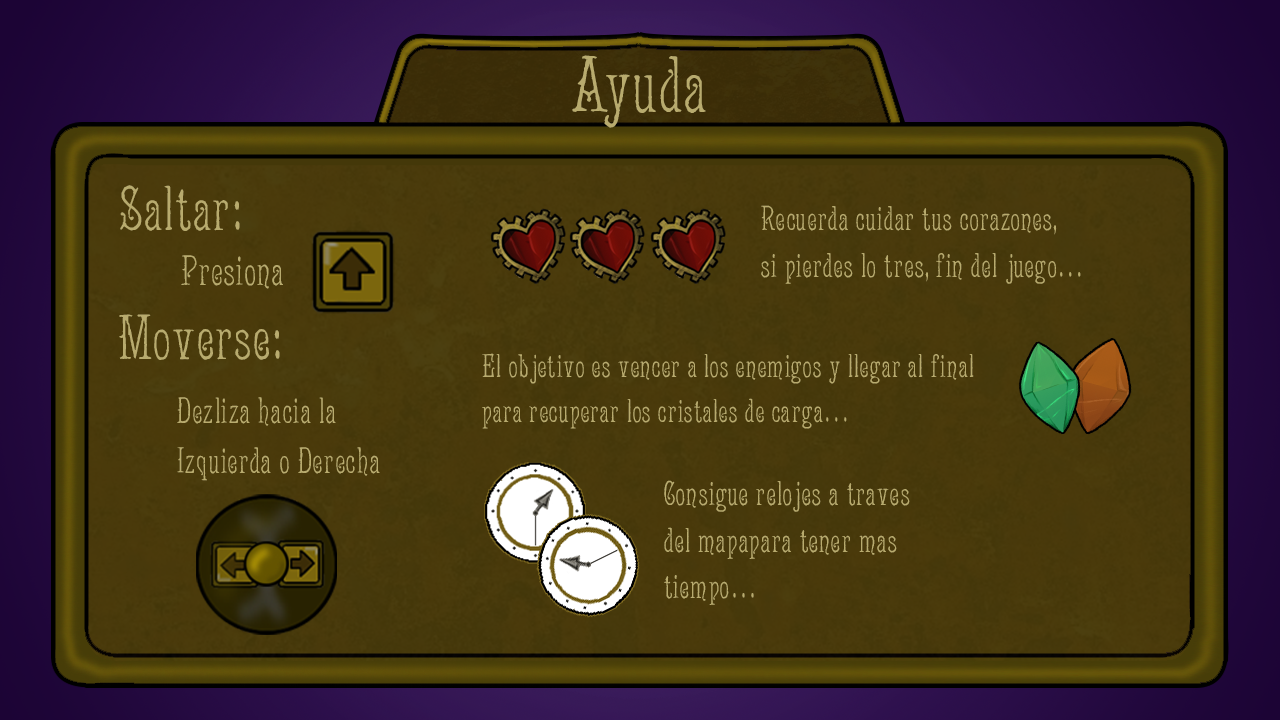 Ayuda
Saltar:
Presiona
Moverse:
Dezliza hacia la
Izquierda o Derecha
Recuerda cuidar tus corazones,
si pierdes lo tres, fin del juego...
El objetivo es vencer a los enemigos y llegar al final
para recuperar los cristales de carga...
Consigue relojes a traves
del mapapara tener mas
tiempo...